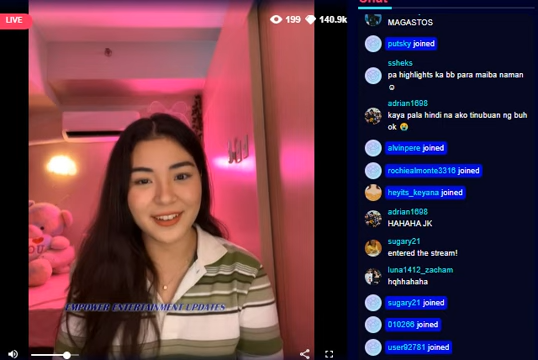 LIVE
199 140.9k
EMPOWER ENTERTAINMENT UPDATES
Chat
MAGASTOS
putsky joined
ssheks
pa highlights ka bb para maiba naman
☺
adrian1698
kaya pala hindi na ako tinubuan ng buh
ok 😭
alvinpere joined
rochiealmonte3316 joined
heyits_keyana joined
adrian1698
HAHAHA JK
sugary21
entered the stream!
luna1412_zacham
hqhhahaha
sugary21 joined
010266 joined
user92781 joined